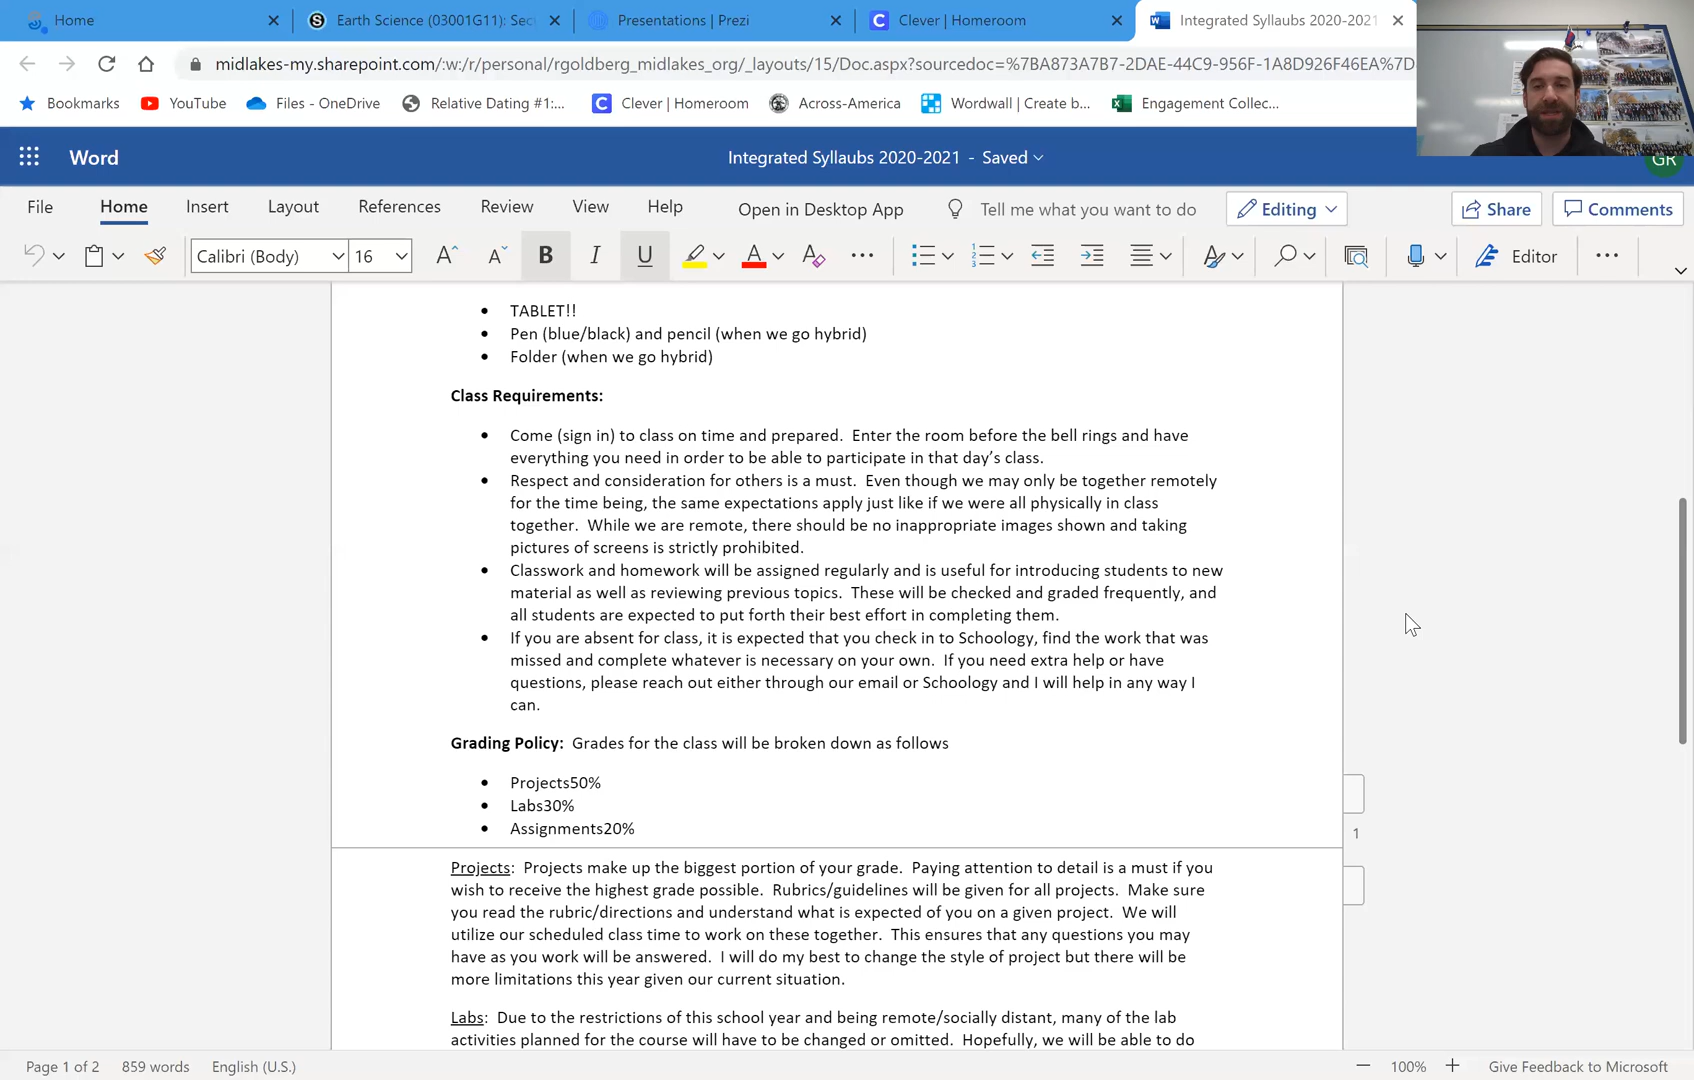 Home
Earth Science (03001G11): Sec
Presentations | Prezi
Clever | Homeroom
Integrated Syllaubs 2020-2021
midlakes-my.sharepoint.com/:w:/r/personal/rgoldberg_midlakes_org/_layouts/15/Doc.aspx?sourcedoc=%7BA873A7B7-2DAE-44C9-956F-1A8D926F46EA%7D
Bookmarks YouTube Files - OneDrive Relative Dating #1:... Clever | Homeroom Across-America Wordwall | Create b... Engagement Collec...
Word
Integrated Syllaubs 2020-2021 - Saved
GR
File Home Insert Layout References Review View Help Open in Desktop App Tell me what you want to do Editing Share Comments
Calibri (Body) 16 A A B I U A A ... Editor ...
• TABLET!!
• Pen (blue/black) and pencil (when we go hybrid)
• Folder (when we go hybrid)
Class Requirements:
• Come (sign in) to class on time and prepared. Enter the room before the bell rings and have
everything you need in order to be able to participate in that day’s class.
• Respect and consideration for others is a must. Even though we may only be together remotely
for the time being, the same expectations apply just like if we were all physically in class
together. While we are remote, there should be no inappropriate images shown and taking
pictures of screens is strictly prohibited.
• Classwork and homework will be assigned regularly and is useful for introducing students to new
material as well as reviewing previous topics. These will be checked and graded frequently, and
all students are expected to put forth their best effort in completing them.
• If you are absent for class, it is expected that you check in to Schoology, find the work that was
missed and complete whatever is necessary on your own. If you need extra help or have
questions, please reach out either through our email or Schoology and I will help in any way I
can.
Grading Policy: Grades for the class will be broken down as follows
• Projects50%
• Labs30%
• Assignments20%
1
Projects: Projects make up the biggest portion of your grade. Paying attention to detail is a must if you
wish to receive the highest grade possible. Rubrics/guidelines will be given for all projects. Make sure
you read the rubric/directions and understand what is expected of you on a given project. We will
utilize our scheduled class time to work on these together. This ensures that any questions you may
have as you work will be answered. I will do my best to change the style of project but there will be
more limitations this year given our current situation.
Labs: Due to the restrictions of this school year and being remote/socially distant, many of the lab
activities planned for the course will have to be changed or omitted. Hopefully, we will be able to do
Page 1 of 2 859 words English (U.S.) 100% Give Feedback to Microsoft